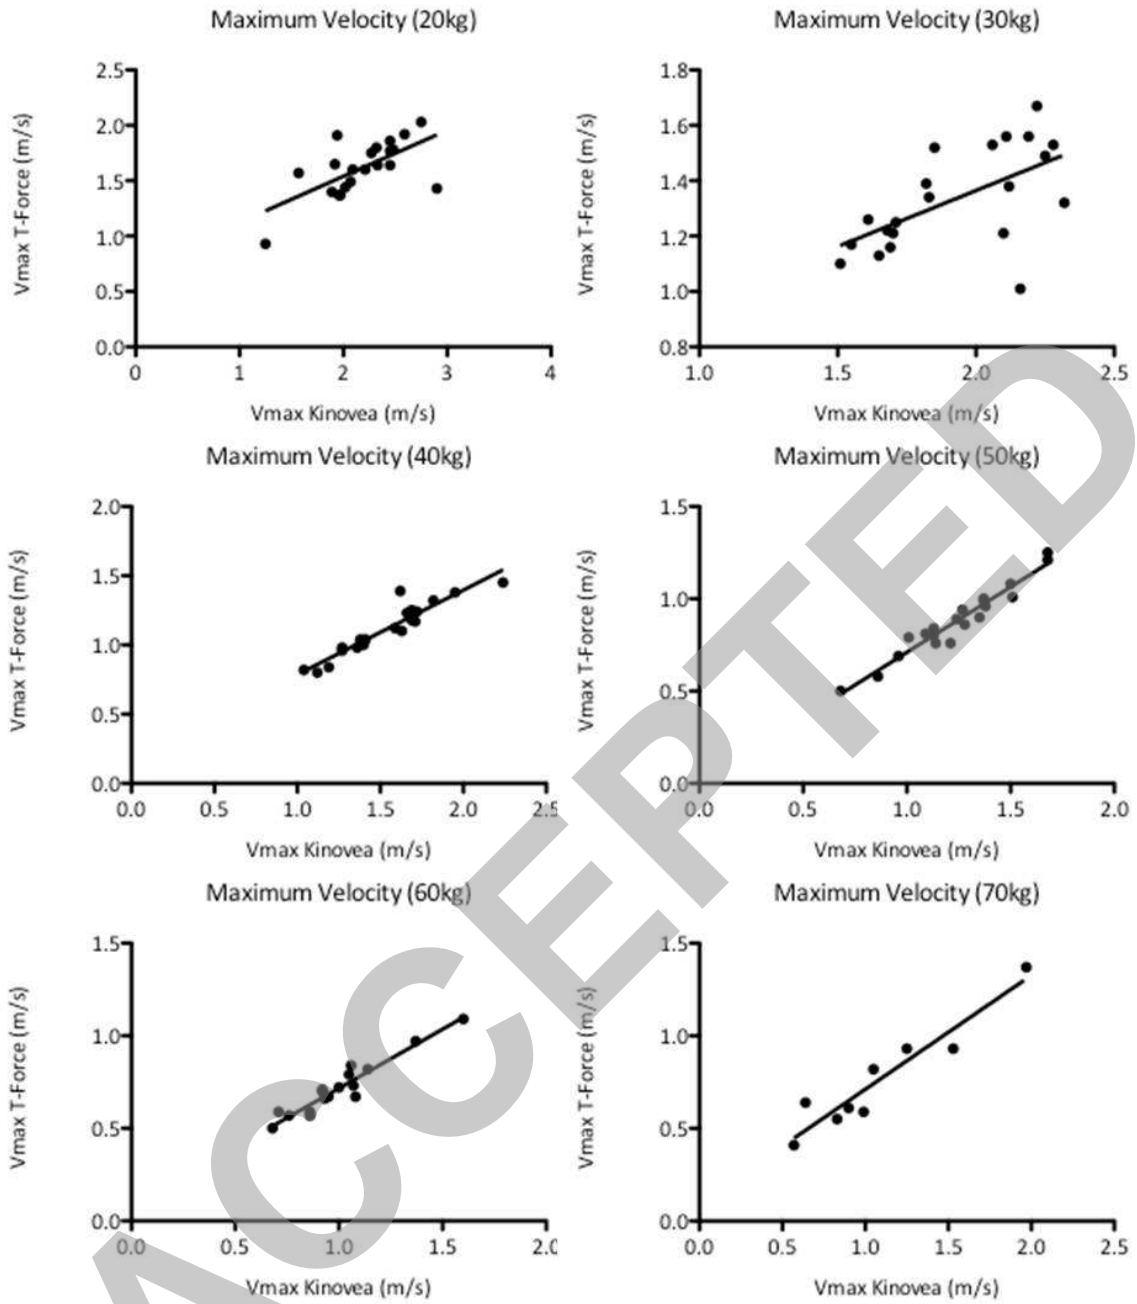 Maximum Velocity (20kg)
Vmax T-Force (m/s)
2.5
2.0
1.5
1.0
0.5
0.0
0 1 2 3 4
Vmax Kinovea (m/s)
Maximum Velocity (30kg)
Vmax T-Force (m/s)
1.8
1.6
1.4
1.2
1.0
0.8
1.0 1.5 2.0 2.5
Vmax Kinovea (m/s)
Maximum Velocity (40kg)
Vmax T-Force (m/s)
2.0
1.5
1.0
0.5
0.0
0.0 0.5 1.0 1.5 2.0 2.5
Vmax Kinovea (m/s)
Maximum Velocity (50kg)
Vmax T-Force (m/s)
1.5
1.0
0.5
0.0
0.0 0.5 1.0 1.5 2.0
Vmax Kinovea (m/s)
Maximum Velocity (60kg)
Vmax T-Force (m/s)
1.5
1.0
0.5
0.0
0.0 0.5 1.0 1.5 2.0
Vmax Kinovea (m/s)
Maximum Velocity (70kg)
Vmax T-Force (m/s)
1.5
1.0
0.5
0.0
0.0 0.5 1.0 1.5 2.0 2.5
Vmax Kinovea (m/s)
ACCEPTED